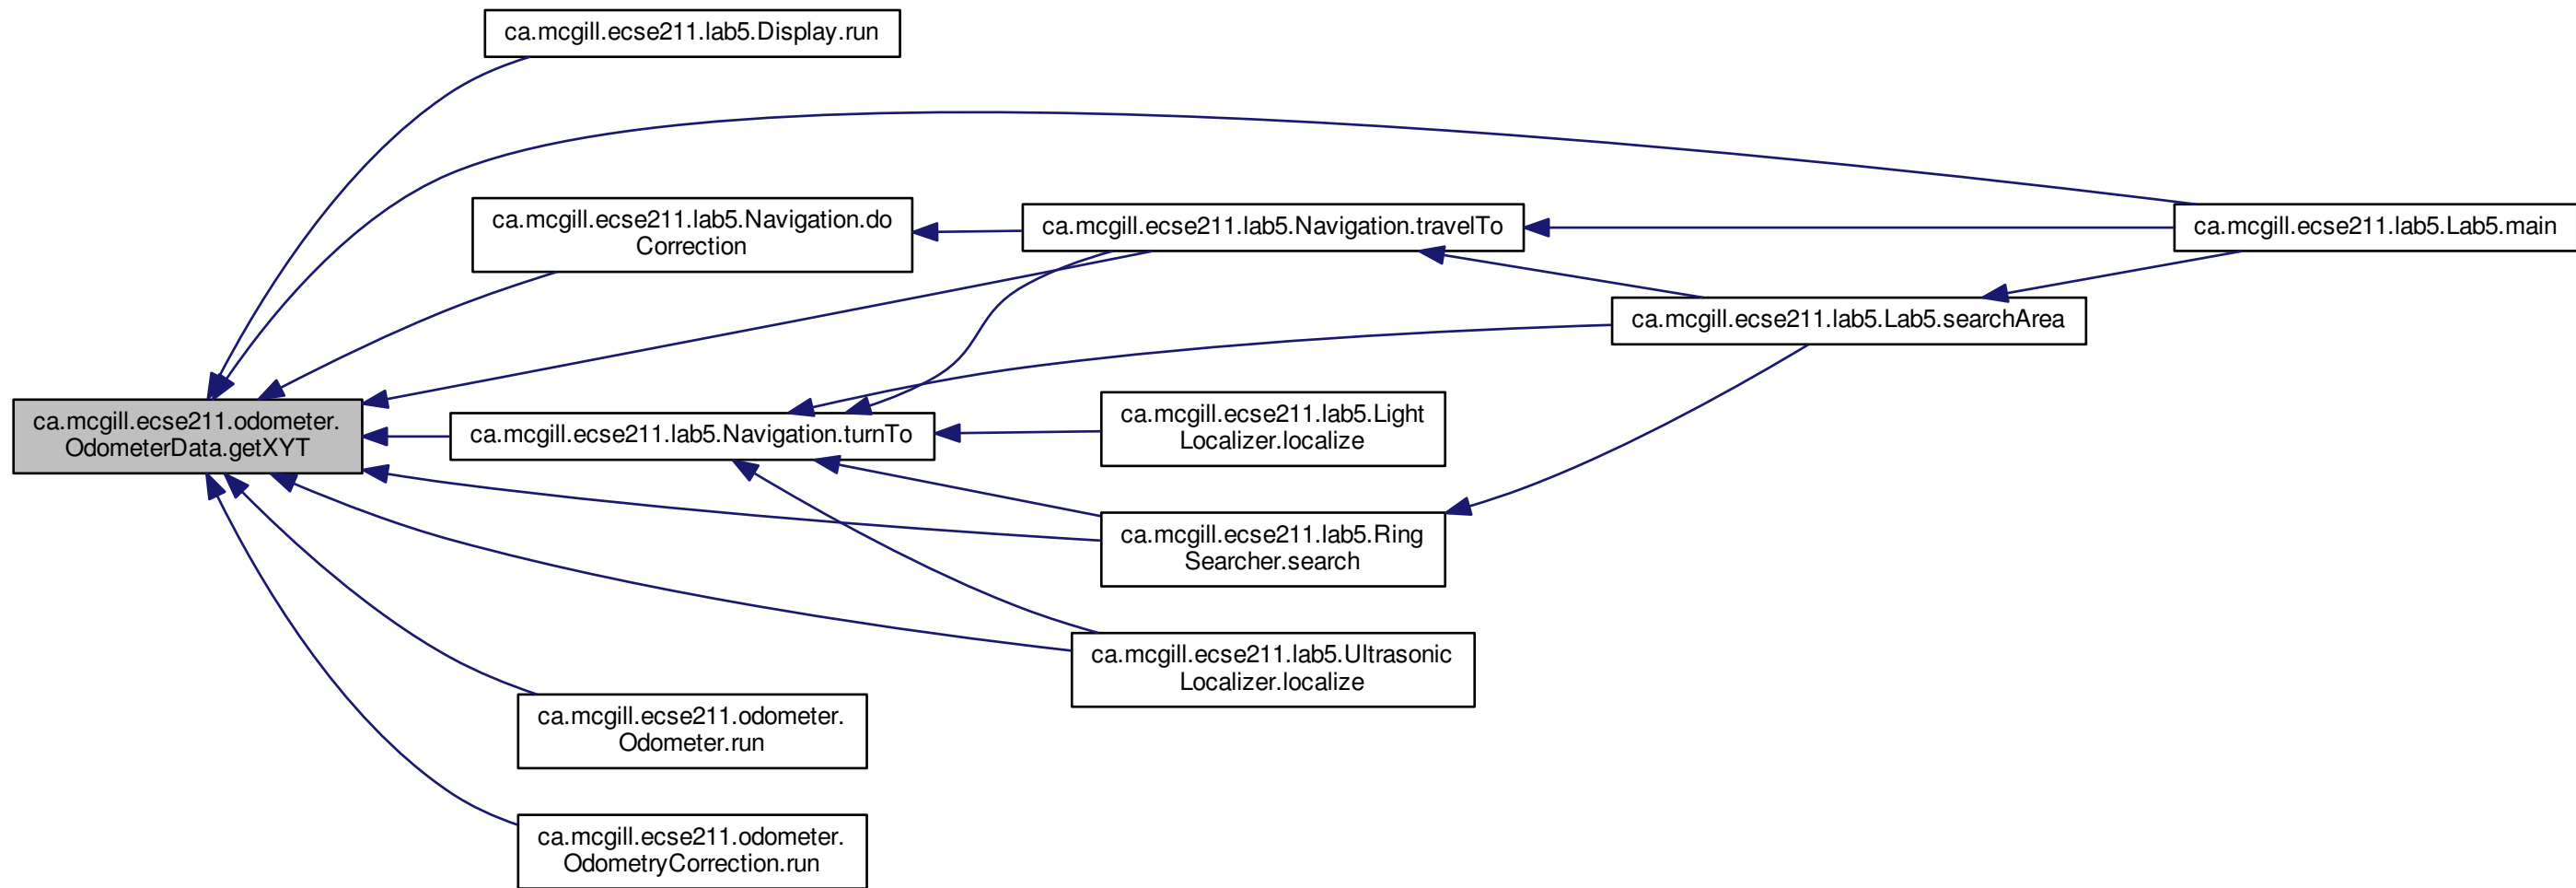 ca.mcgill.ecse211.lab5.Display.run
ca.mcgill.ecse211.lab5.Navigation.do
Correction
ca.mcgill.ecse211.lab5.Navigation.travelTo
ca.mcgill.ecse211.lab5.Lab5.main
ca.mcgill.ecse211.lab5.Lab5.searchArea
ca.mcgill.ecse211.odometer.
OdometerData.getXYT
ca.mcgill.ecse211.lab5.Navigation.turnTo
ca.mcgill.ecse211.lab5.Light
Localizer.localize
ca.mcgill.ecse211.lab5.Ring
Searcher.search
ca.mcgill.ecse211.lab5.Ultrasonic
Localizer.localize
ca.mcgill.ecse211.odometer.
Odometer.run
ca.mcgill.ecse211.odometer.
OdometryCorrection.run